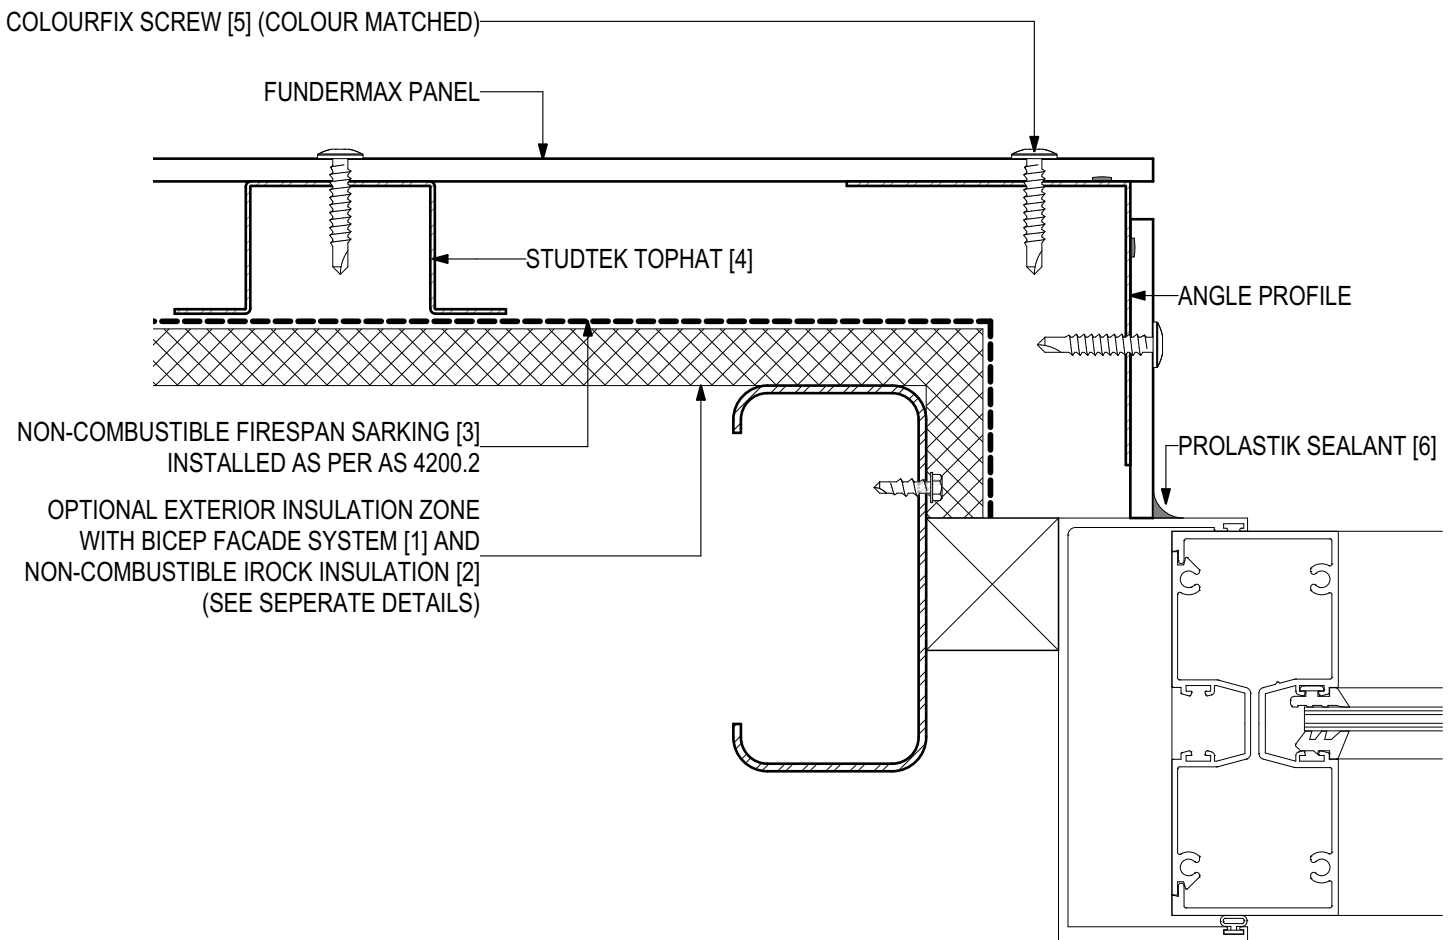 COLOURFIX SCREW [5] (COLOUR MATCHED)
FUNDERMAX PANEL
STUDTEK TOPHAT [4]
ANGLE PROFILE
NON-COMBUSTIBLE FIRESPAN SARKING [3]
INSTALLED AS PER AS 4200.2
PROLASTIK SEALANT [6]
OPTIONAL EXTERIOR INSULATION ZONE
WITH BICEP FACADE SYSTEM [1] AND
NON-COMBUSTIBLE IROCK INSULATION [2]
(SEE SEPERATE DETAILS)